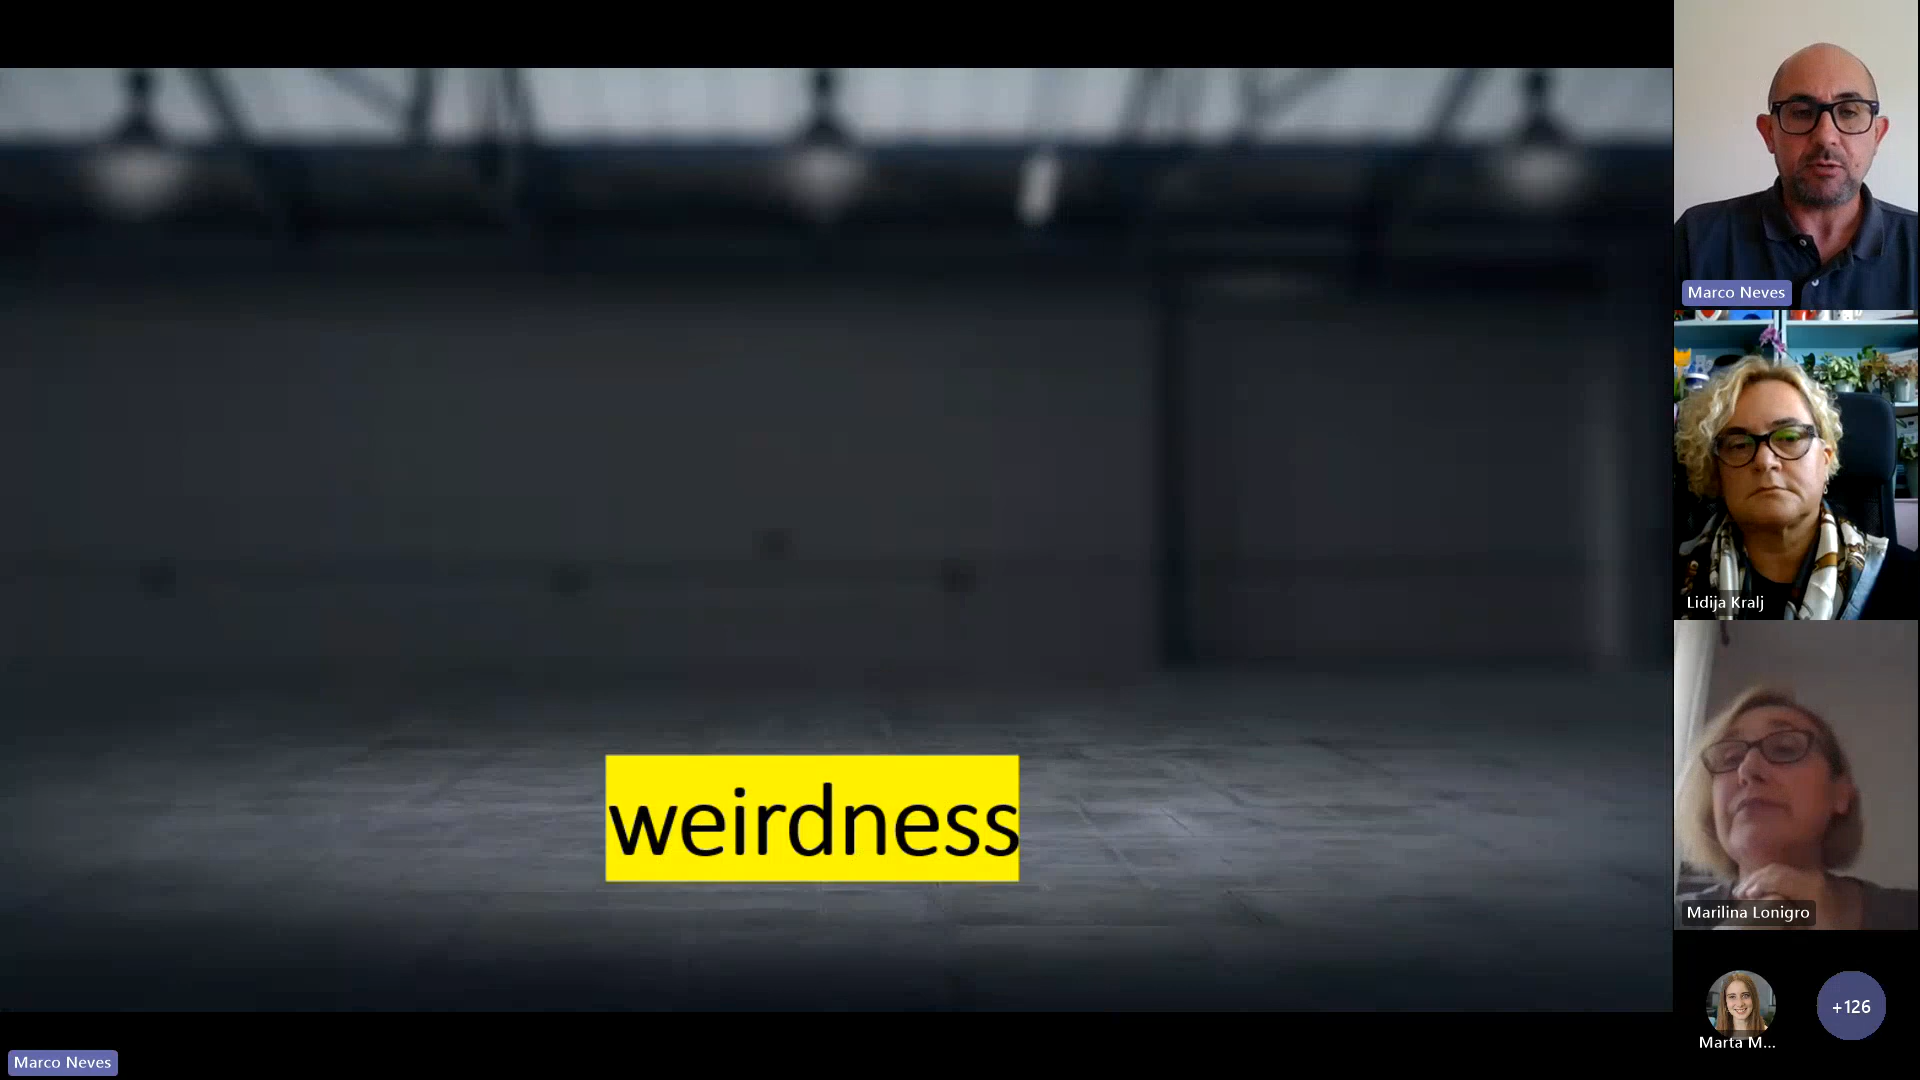 weirdness
Marco Neves
Lidija Kralj
Marilina Lonigro
Marta M...
+126
Marco Neves